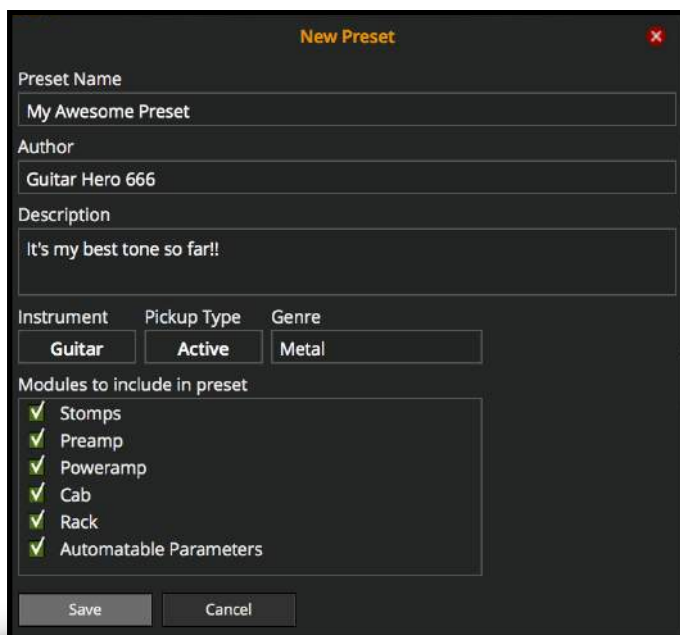 New Preset
Preset Name
My Awesome Preset
Author
Guitar Hero 666
Description
It's my best tone so far!!
Instrument Pickup Type Genre
Guitar Active Metal
Modules to include in preset
Stomps
Preamp
Poweramp
Cab
Rack
Automatable Parameters
Save Cancel